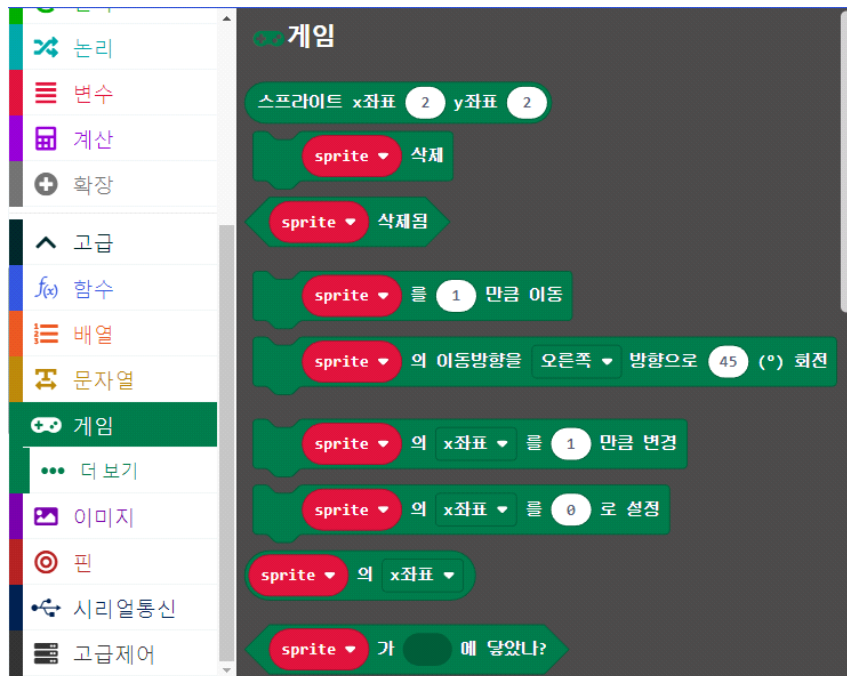 논리
변수
계산
확장
고급
f(x) 함수
배열
문자열
게임
더 보기
이미지
핀
시리얼통신
고급제어
게임
스프라이트 x좌표 2 y좌표 2
sprite 삭제
sprite 삭제됨
sprite 를 1 만큼 이동
sprite 의 이동방향을 오른쪽 방향으로 45 (°) 회전
sprite 의 x좌표 를 1 만큼 변경
sprite 의 x좌표 를 0 로 설정
sprite 의 x좌표
sprite 가 에 닿았나?